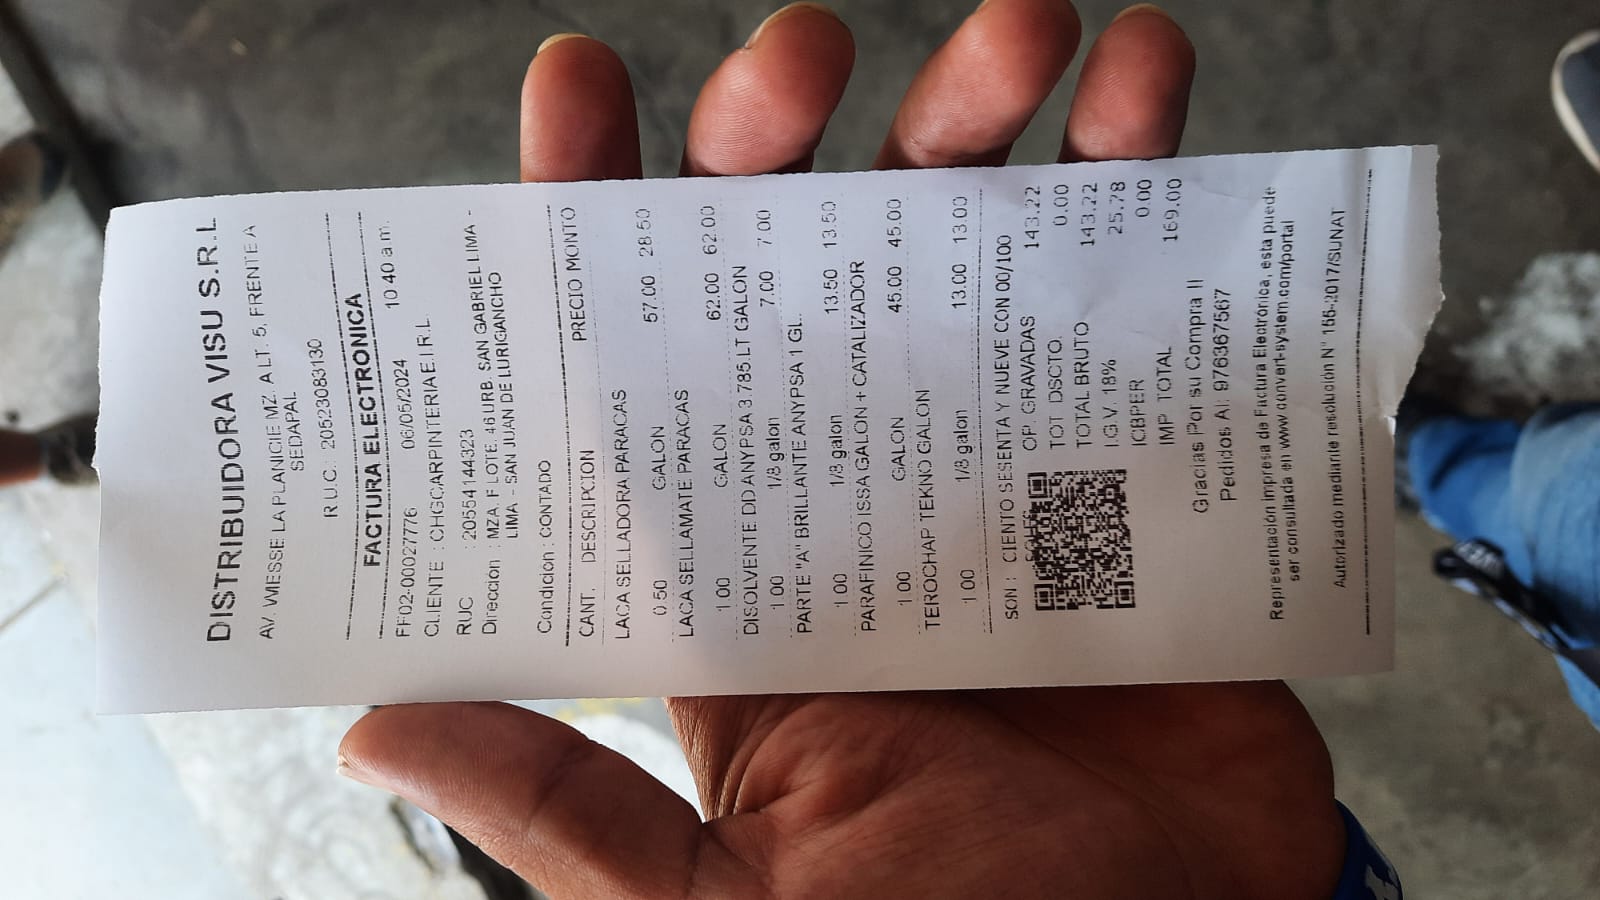 DISTRIBUIDORA VISU S.R.L
AV. WIESSE LA PLANICIE MZ. A LT. 5, FRENTE A
SEDAPAL
R.U.C.: 20523083130
FACTURA ELECTRONICA
FF02-00027776 06/05/2024 10:40 a.m.
CLIENTE : CHGCARPINTERIA E.I.R.L.
RUC : 20554144323
Dirección : MZA. F LOTE. 46 URB. SAN GABRIEL LIMA -
LIMA - SAN JUAN DE LURIGANCHO
Condición : CONTADO
CANT. DESCRIPCION PRECIO MONTO
LACA SELLADORA PARACAS
0.50 GALON 57.00 28.50
LACA SELLAMATE PARACAS
1.00 GALON 62.00 62.00
DISOLVENTE DD ANYPSA 3.785 LT GALON
1.00 1/8 galon 7.00 7.00
PARTE "A" BRILLANTE ANYPSA 1 GL.
1.00 1/8 galon 13.50 13.50
PARAFINICO ISSA GALON + CATALIZADOR
1.00 GALON 45.00 45.00
TEROCHAP TEKNO GALON
1.00 1/8 galon 13.00 13.00
SON : CIENTO SESENTA Y NUEVE CON 00/100
SOLES
OP. GRAVADAS 143.22
TOT. DSCTO. 0.00
TOTAL BRUTO 143.22
I.G.V. 18% 25.78
ICBPER 0.00
IMP. TOTAL 169.00
Gracias !Por su Compra !!
Pedidos Al: 976367567
Representación impresa de Factura Electrónica, esta puede
ser consultada en www.convert-system.com/portal
Autorizado mediante resolución N° 155-2017/SUNAT